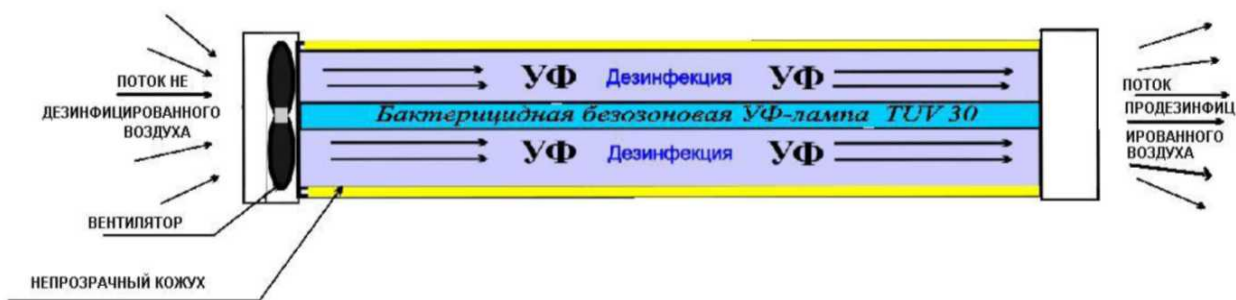 ПОТОК НЕ
ДЕЗИНФИЦИРОВАННОГО
ВОЗДУХА
ВЕНТИЛЯТОР
НЕПРОЗРАЧНЫЙ КОЖУХ
УФ Дезинфекция УФ
Бактерицидная безозоновая УФ-лампа TUV 30
УФ Дезинфекция УФ
ПОТОК
ПРОДЕЗИНФИЦ
ИРОВАННОГО
ВОЗДУХА